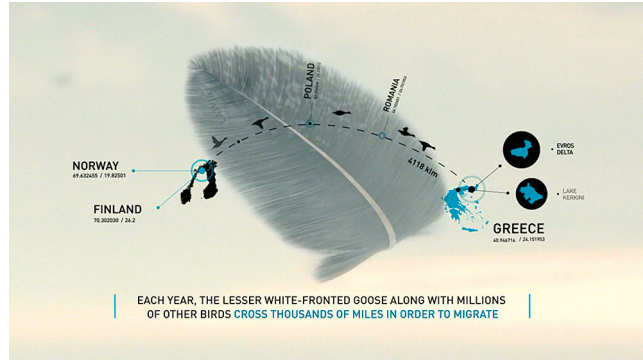 POLAND
ROMANIA
4118 klm
EVROS
DELTA
NORWAY
69.632455 / 19.82501
LAKE
KERKINI
FINLAND
70.302030 / 26.2
GREECE
40.946714 / 24.151953
EACH YEAR, THE LESSER WHITE-FRONTED GOOSE ALONG WITH MILLIONS
OF OTHER BIRDS CROSS THOUSANDS OF MILES IN ORDER TO MIGRATE